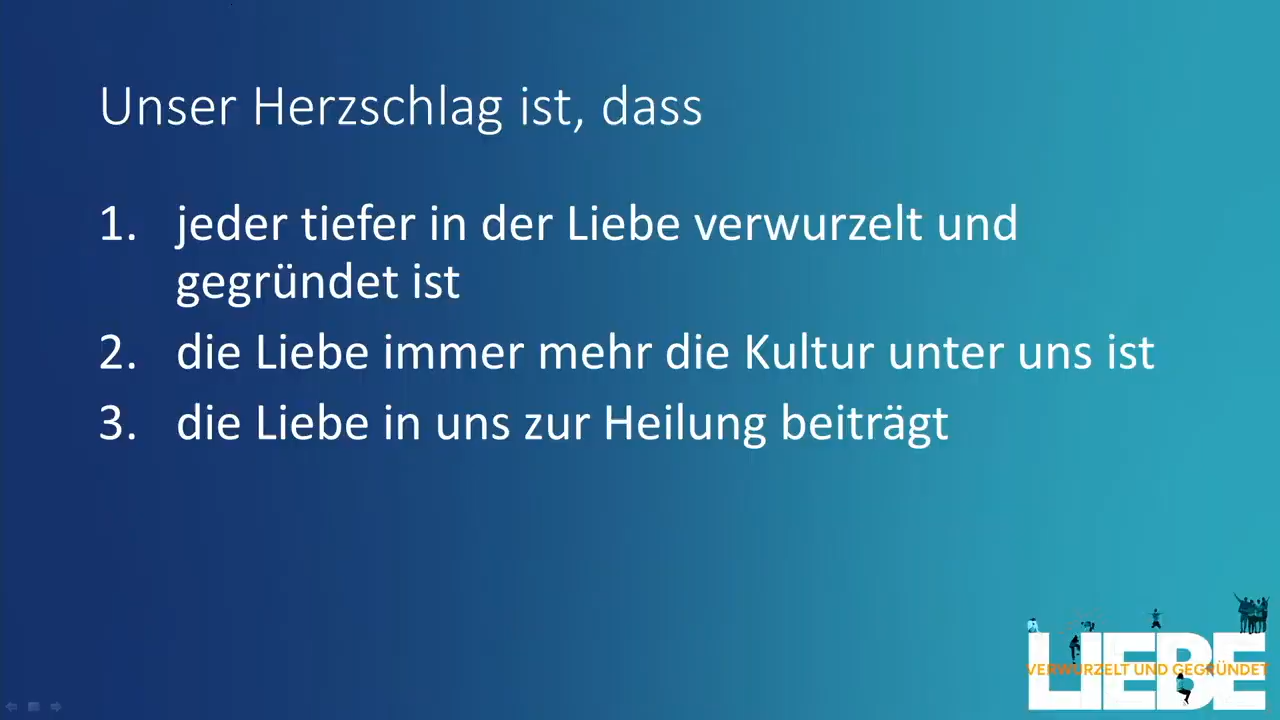 Unser Herzschlag ist, dass
1. jeder tiefer in der Liebe verwurzelt und
gegründet ist
2. die Liebe immer mehr die Kultur unter uns ist
3. die Liebe in uns zur Heilung beiträgt
LIEBE
VERWURZELT UND GEGRÜNDET